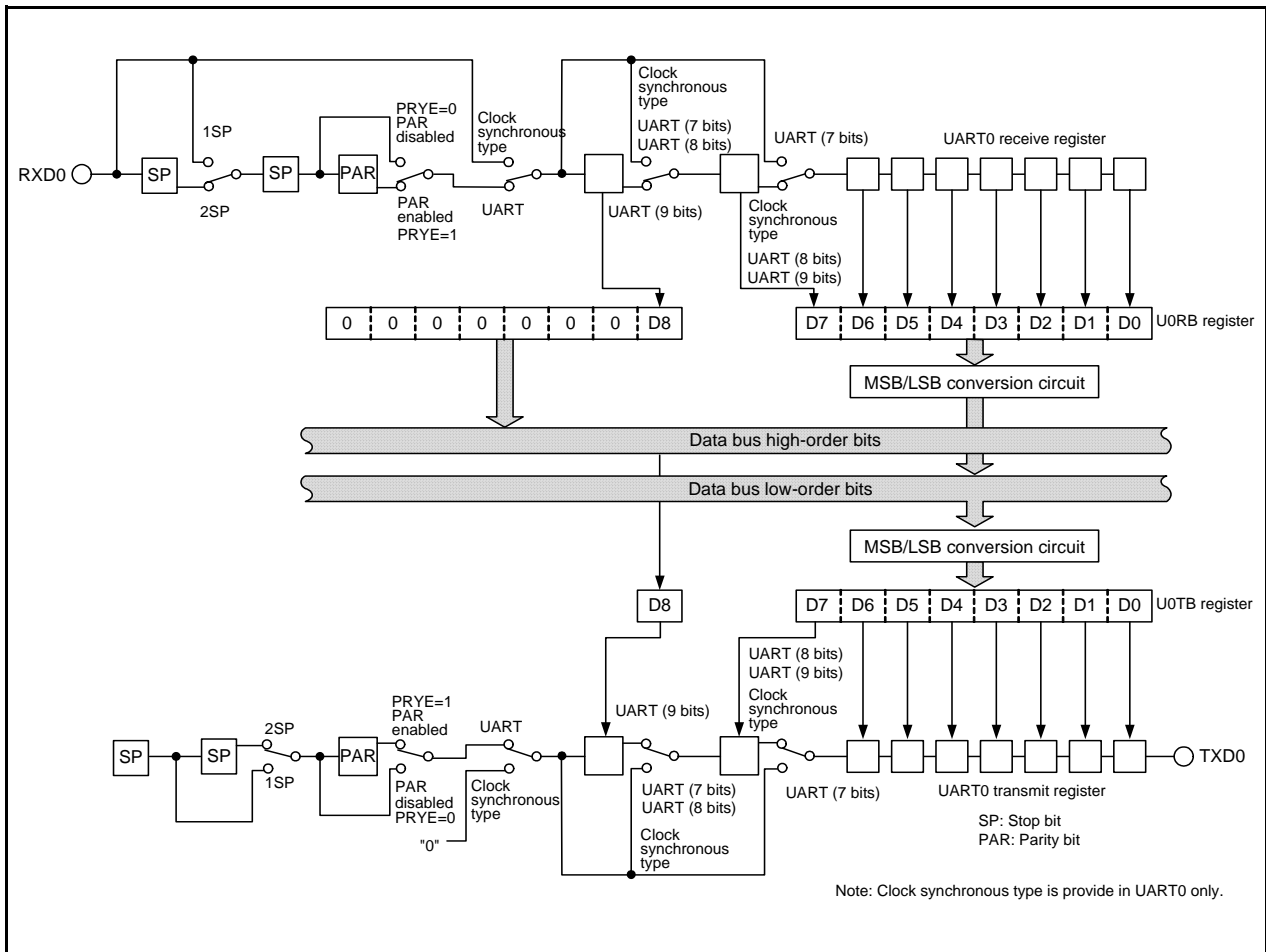 Clock
synchronous
type
PRYE=0
PAR
disabled
Clock
synchronous
type
UART (7 bits)
UART (8 bits)
UART (7 bits)
UART0 receive register
1SP
RXD0
SP
SP
PAR
2SP
PAR
enabled
PRYE=1
UART
UART (9 bits)
Clock
synchronous
type
UART (8 bits)
UART (9 bits)
0 0 0 0 0 0 0 D8
D7 D6 D5 D4 D3 D2 D1 D0
U0RB register
MSB/LSB conversion circuit
Data bus high-order bits
Data bus low-order bits
MSB/LSB conversion circuit
D8
D7 D6 D5 D4 D3 D2 D1 D0
U0TB register
UART (8 bits)
UART (9 bits)
Clock
synchronous
type
PRYE=1
PAR
enabled
UART
UART (9 bits)
2SP
SP
SP
PAR
TXD0
1SP
PAR
disabled
PRYE=0
Clock
synchronous
type
"0"
UART (7 bits)
UART (8 bits)
Clock
synchronous
type
UART (7 bits)
UART0 transmit register
SP: Stop bit
PAR: Parity bit
Note: Clock synchronous type is provide in UART0 only.